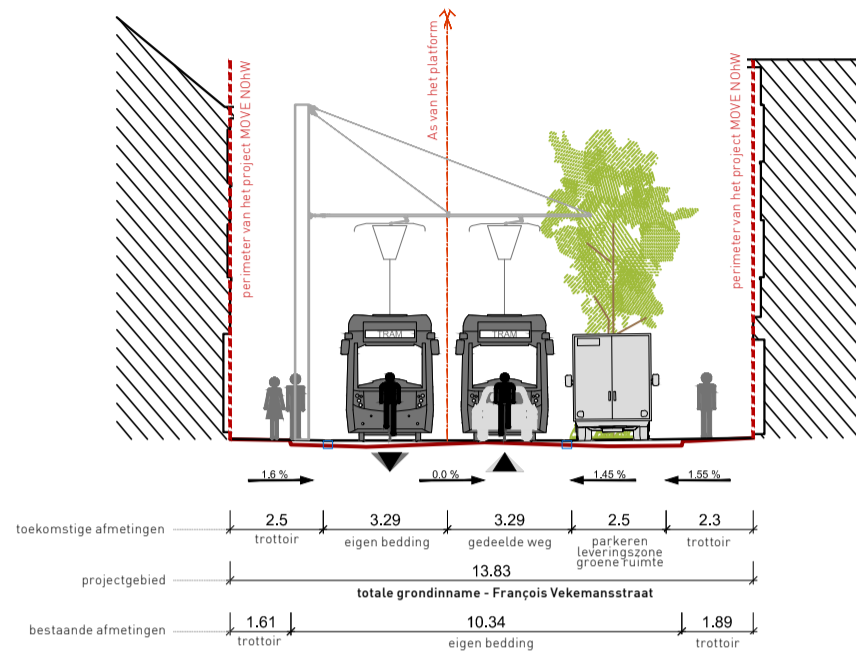 As van het platform
perimeter van het project MOVE NOhW
perimeter van het project MOVE NOhW
TRAM
TRAM
1,6 %
0.0 %
1.45 %
1.55 %
toekomstige afmetingen
2.5
3.29
3.29
2.5
2.3
trottoir
eigen bedding
gedeelde weg
parkeren
leveringszone
groene ruimte
trottoir
projectgebied
13.83
totale grondinname - François Vekemansstraat
bestaande afmetingen
1.61
10.34
1.89
trottoir
eigen bedding
trottoir